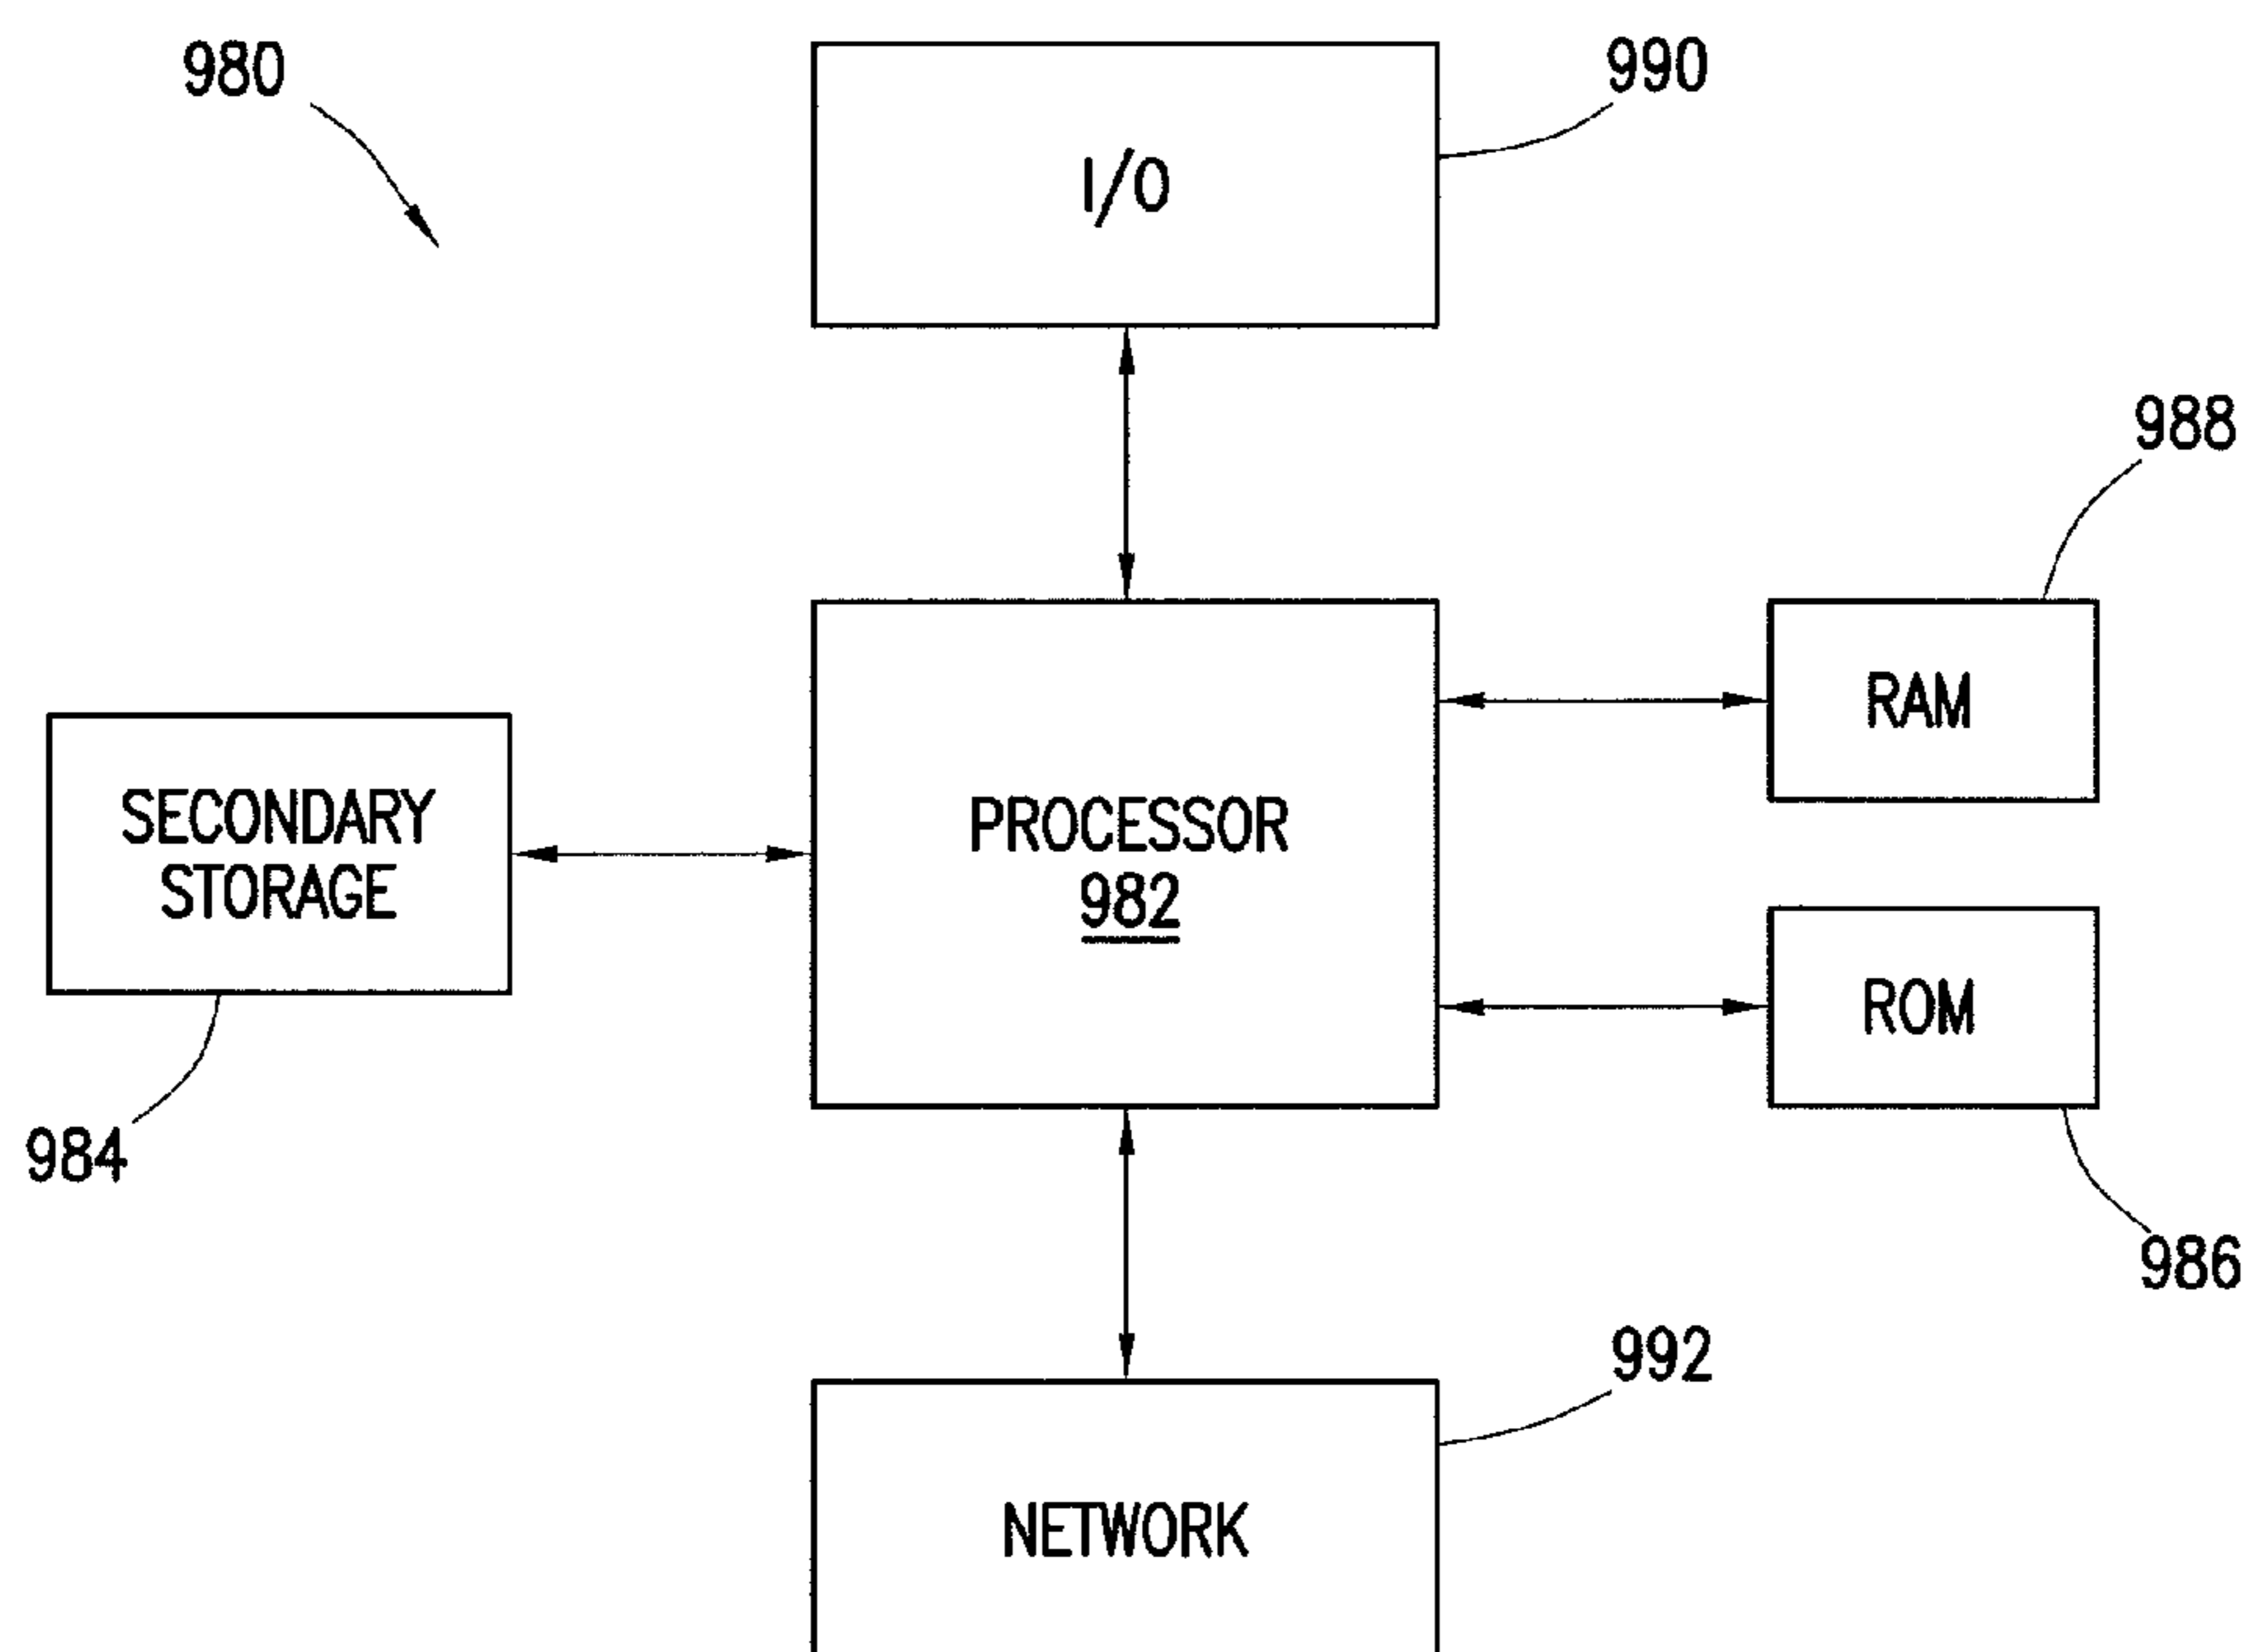 980
990
I/O
988
RAM
SECONDARY
STORAGE
PROCESSOR
982
ROM
984
986
992
NETWORK